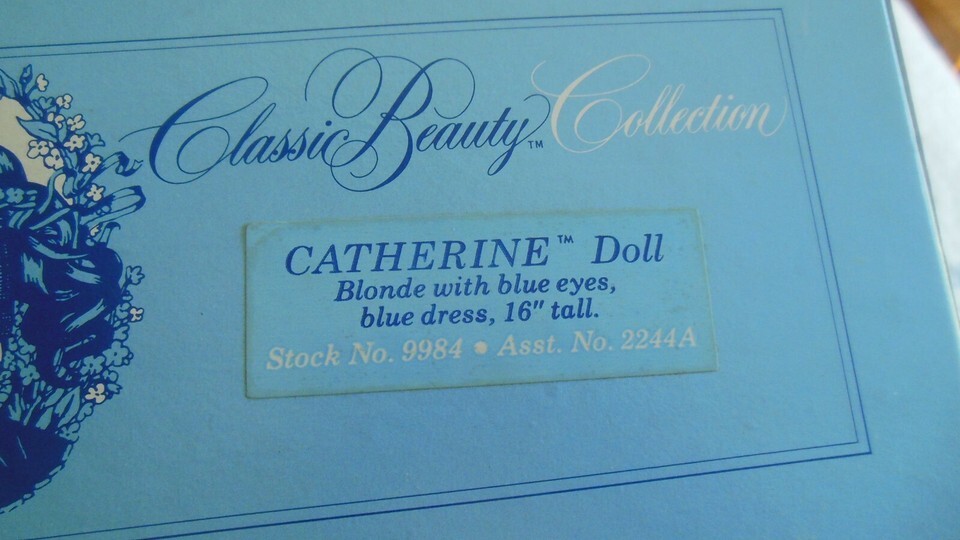 Classic Beauty™ Collection
CATHERINE™ Doll
Blonde with blue eyes,
blue dress, 16" tall.
Stock No. 9984 • Asst. No. 2244A